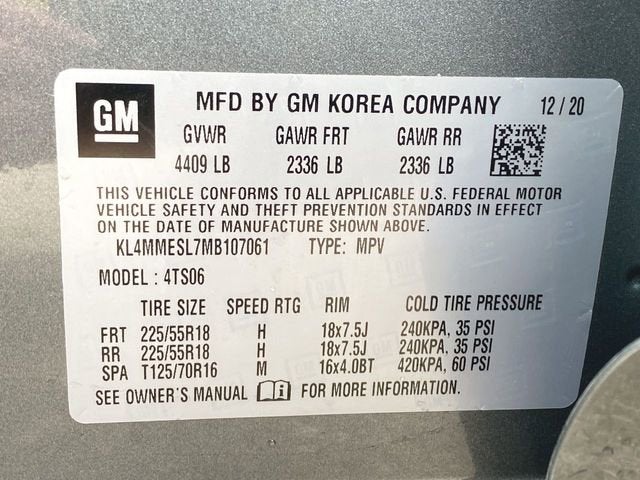 GM MFD BY GM KOREA COMPANY 12/20
GVWR GAWR FRT GAWR RR
4409 LB 2336 LB 2336 LB
THIS VEHICLE CONFORMS TO ALL APPLICABLE U.S. FEDERAL MOTOR
VEHICLE SAFETY AND THEFT PREVENTION STANDARDS IN EFFECT
ON THE DATE OF MANUFACTURE SHOWN ABOVE.
KL4MMESL7MB107061 TYPE: MPV
MODEL : 4TS06
TIRE SIZE SPEED RTG RIM COLD TIRE PRESSURE
FRT 225/55R18 H 18x7.5J 240KPA, 35 PSI
RR 225/55R18 H 18x7.5J 240KPA, 35 PSI
SPA T125/70R16 M 16x4.0BT 420KPA, 60 PSI
SEE OWNER'S MANUAL FOR MORE INFORMATION.